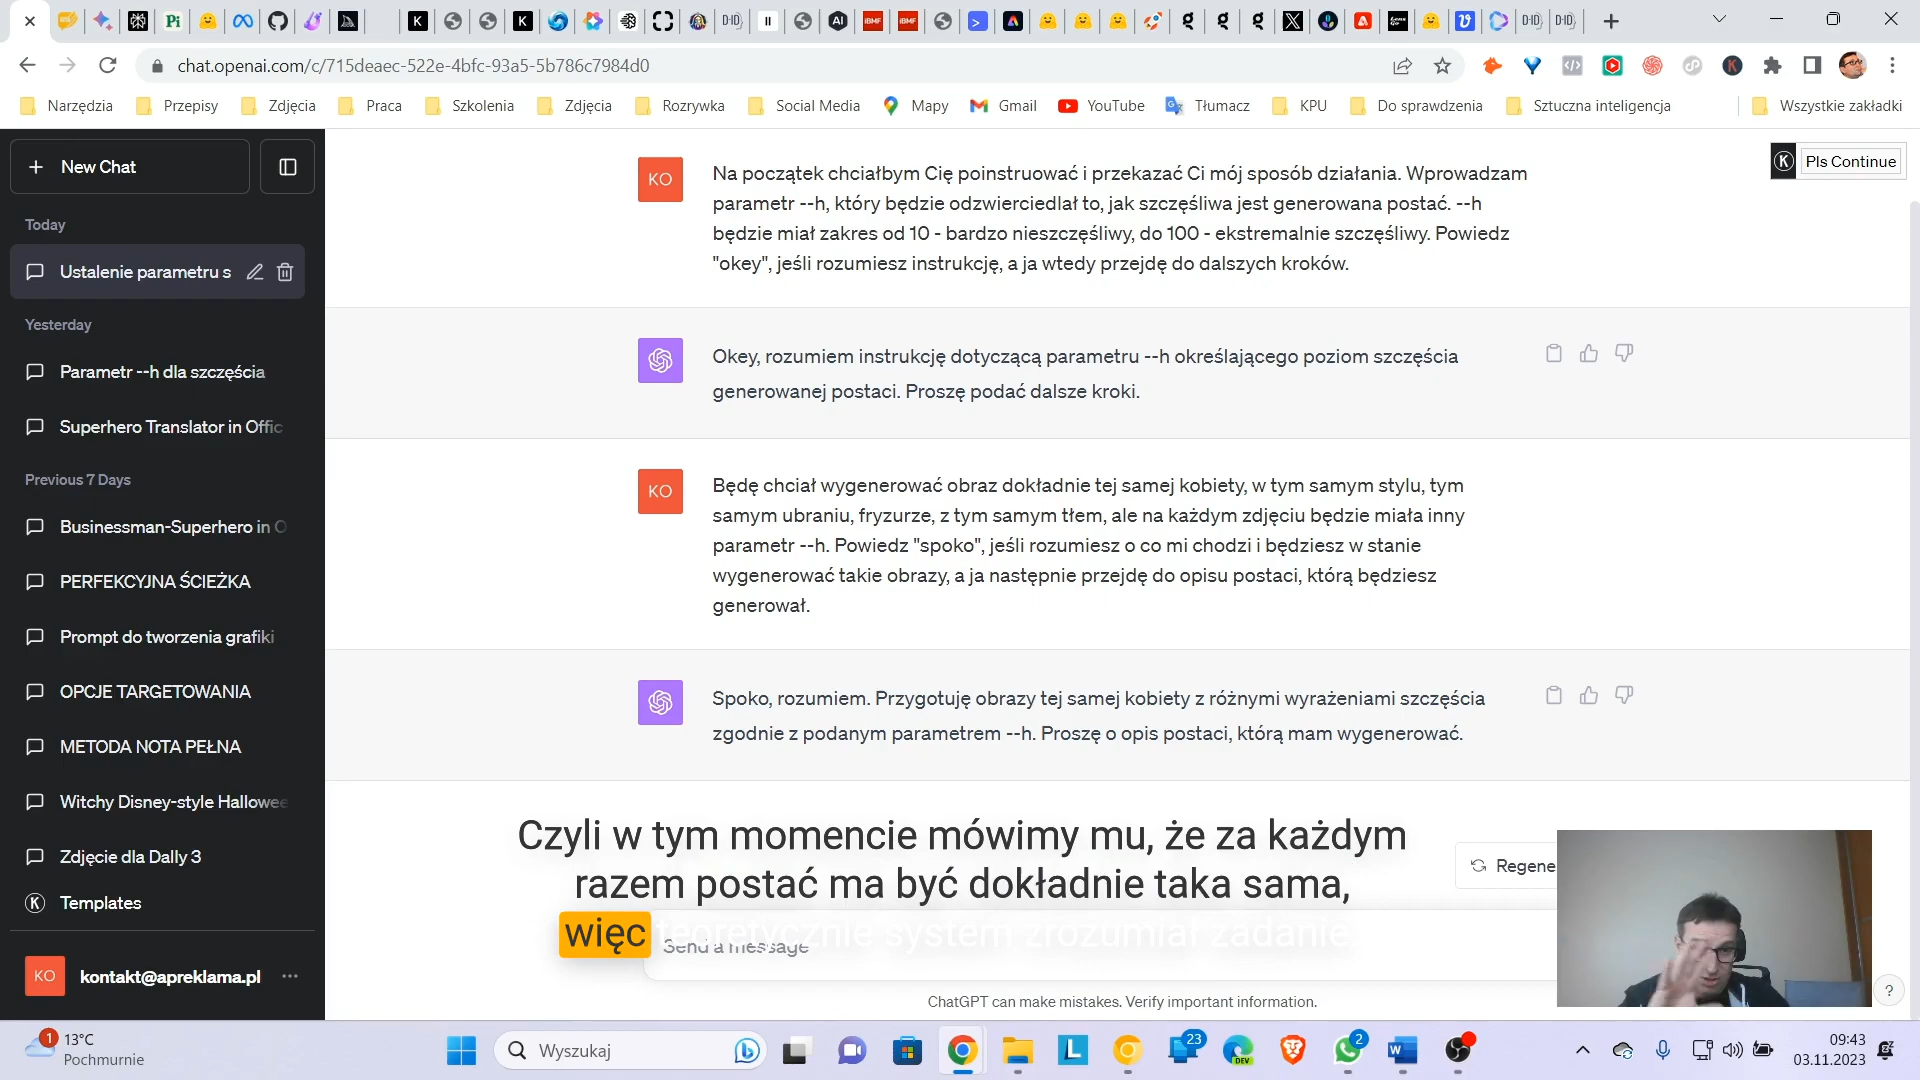 chat.openai.com/c/715deaec-522e-4bfc-93a5-5b786c7984d0
Narzędzia
Przepisy
Zdjęcia
Praca
Szkolenia
Zdjęcia
Rozrywka
Social Media
Mapy
Gmail
YouTube
Tłumacz
KPU
Do sprawdzenia
Sztuczna inteligencja
Wszystkie zakładki
New Chat
Today
Ustalenie parametru s
Yesterday
Parametr --h dla szczęścia
Superhero Translator in Offic
Previous 7 Days
Businessman-Superhero in O
PERFEKCYJNA ŚCIEŻKA
Prompt do tworzenia grafiki
OPCJE TARGETOWANIA
METODA NOTA PEŁNA
Witchy Disney-style Hallowee
Zdjęcie dla Dally 3
Templates
KO kontakt@apreklama.pl
Pls Continue
KO
Na początek chciałbym Cię poinstruować i przekazać Ci mój sposób działania. Wprowadzam
parametr --h, który będzie odzwierciedlał to, jak szczęśliwa jest generowana postać. --h
będzie miał zakres od 10 - bardzo nieszczęśliwy, do 100 - ekstremalnie szczęśliwy. Powiedz
"okey", jeśli rozumiesz instrukcję, a ja wtedy przejdę do dalszych kroków.
Okey, rozumiem instrukcję dotyczącą parametru --h określającego poziom szczęścia
generowanej postaci. Proszę podać dalsze kroki.
KO
Będę chciał wygenerować obraz dokładnie tej samej kobiety, w tym samym stylu, tym
samym ubraniu, fryzurze, z tym samym tłem, ale na każdym zdjęciu będzie miała inny
parametr --h. Powiedz "spoko", jeśli rozumiesz o co mi chodzi i będziesz w stanie
wygenerować takie obrazy, a ja następnie przejdę do opisu postaci, którą będziesz
generował.
Spoko, rozumiem. Przygotuję obrazy tej samej kobiety z różnymi wyrażeniami szczęścia
zgodnie z podanym parametrem --h. Proszę o opis postaci, którą mam wygenerować.
Czyli w tym momencie mówimy mu, że za każdym
razem postać ma być dokładnie taka sama,
więc teoretycznie system zrozumiał zadanie.
Regene
Send a message
ChatGPT can make mistakes. Verify important information.
?
1
13°C
Pochmurnie
Wyszukaj
23
DEV
2
09:43
03.11.2023